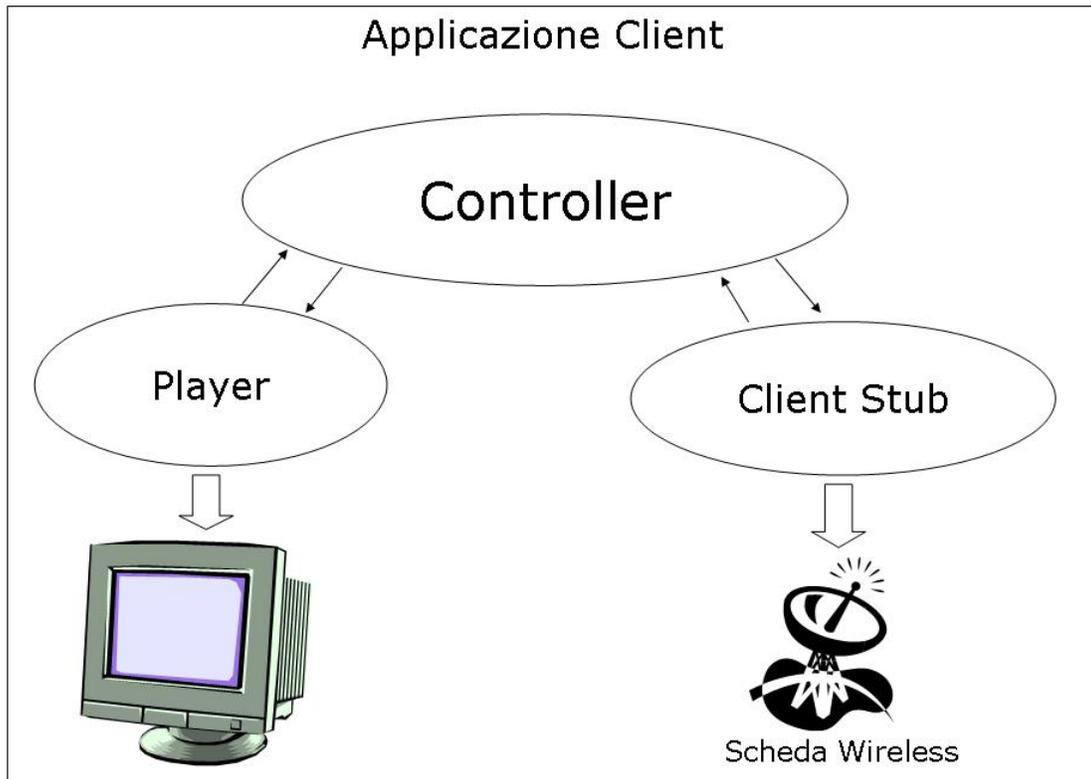 Applicazione Client
Controller
Player
Client Stub
Scheda Wireless